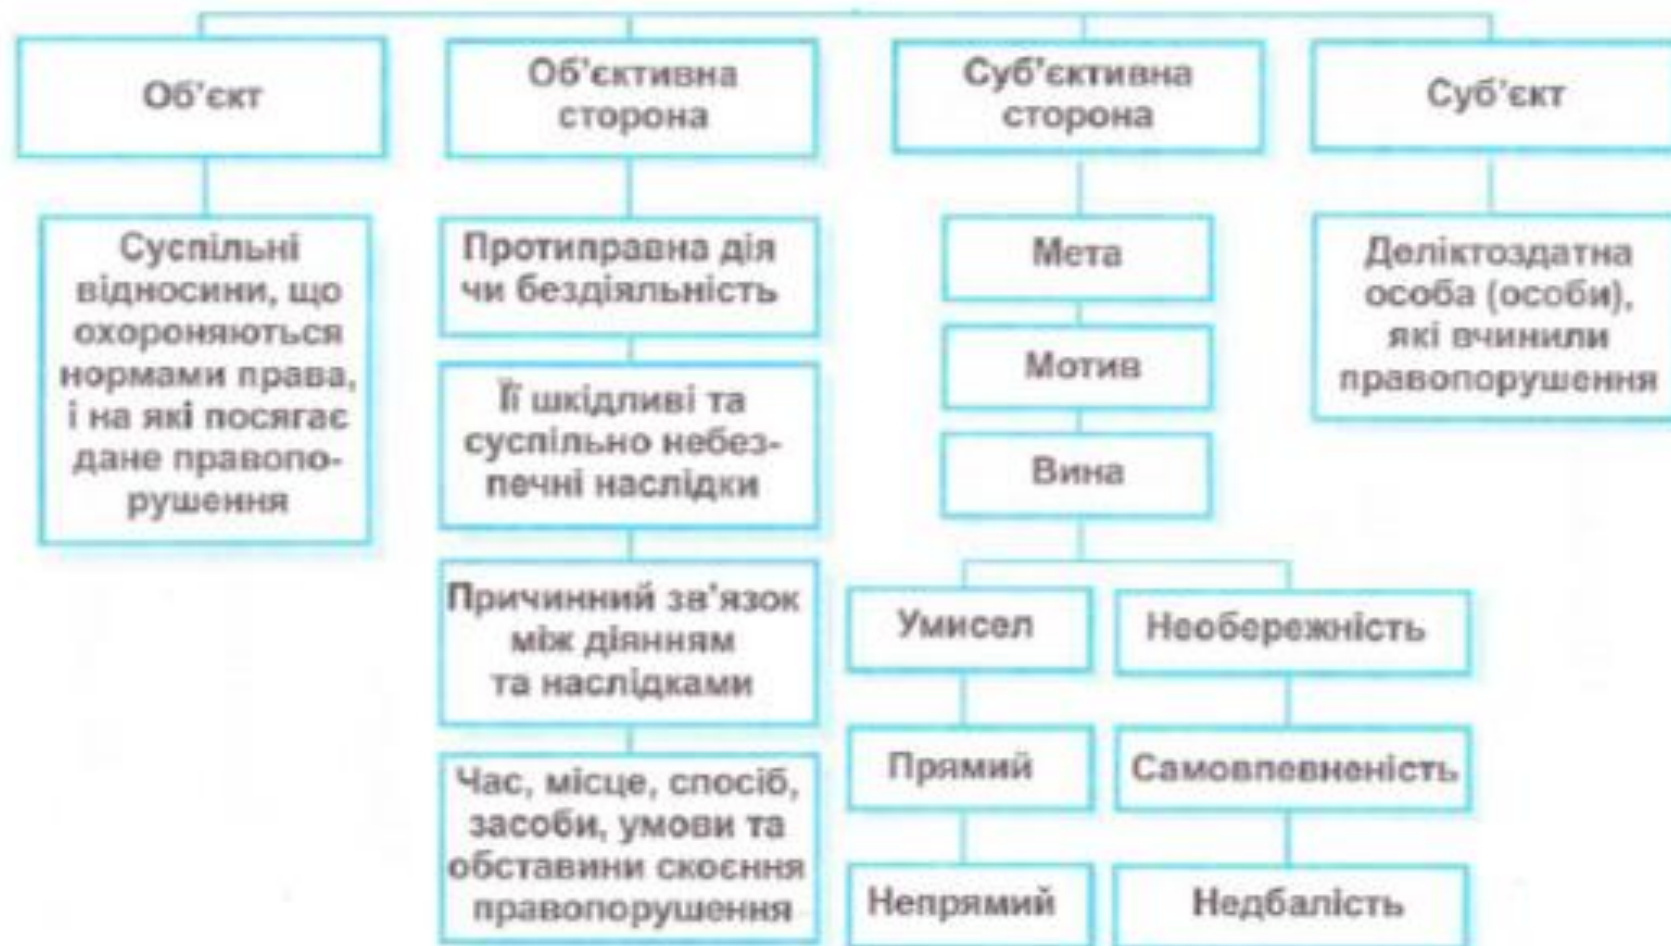 Об'єкт
Суспільні
відносини, що
охороняються
нормами права,
і на які посягає
дане правопо-
рушення
Об'єктивна
сторона
Протиправна дія
чи бездіяльність
Її шкідливі та
суспільно небез-
печні наслідки
Причинний зв'язок
між діянням
та наслідками
Час, місце, спосіб,
засоби, умови та
обставини скоєння
правопорушення
Суб'єктивна
сторона
Мета
Мотив
Вина
Умисел
Прямий
Непрямий
Необережність
Самовпевненість
Недбалість
Суб'єкт
Деліктоздатна
особа (особи),
які вчинили
правопорушення